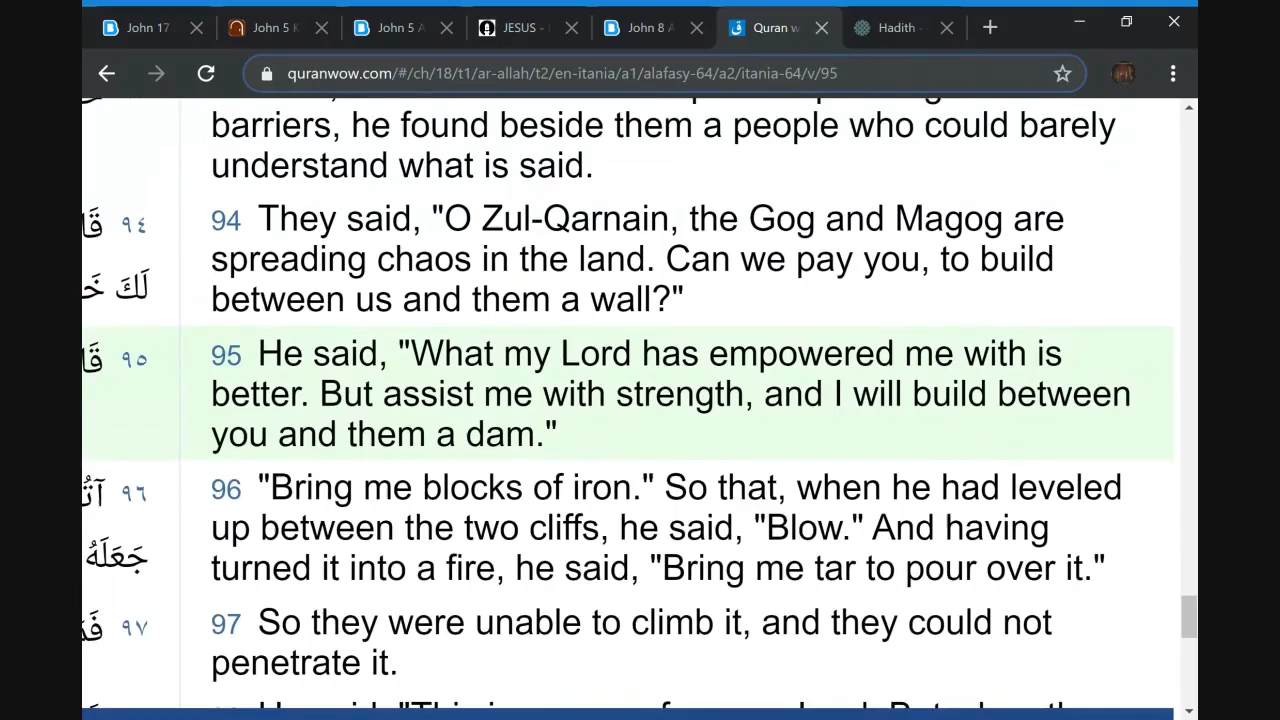 John 17
John 5 K
John 5 A
JESUS -
John 8 A
Quran w
Hadith -
quranwow.com/#/ch/18/t1/ar-allah/t2/en-itania/a1/alafasy-64/a2/itania-64/v/95
barriers, he found beside them a people who could barely
understand what is said.
٩٤
94 They said, "O Zul-Qarnain, the Gog and Magog are
spreading chaos in the land. Can we pay you, to build
لَكَ
between us and them a wall?"
٩٥
95 He said, "What my Lord has empowered me with is
better. But assist me with strength, and I will build between
you and them a dam."
٩٦
96 "Bring me blocks of iron." So that, when he had leveled
up between the two cliffs, he said, "Blow." And having
جَعَلَهُ
turned it into a fire, he said, "Bring me tar to pour over it."
٩٧
97 So they were unable to climb it, and they could not
penetrate it.